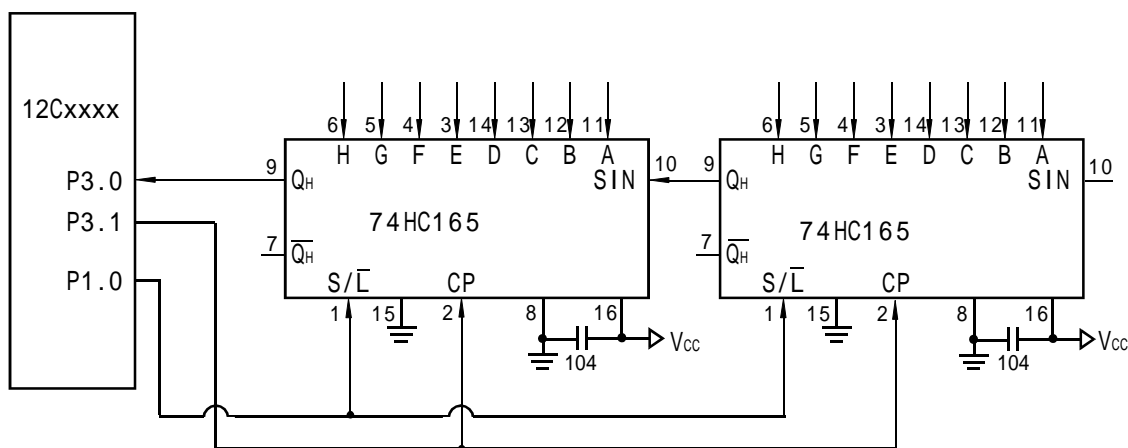 12Cxxxx
P3.0
P3.1
P1.0
6 5 4 3 14 13 12 11
H G F E D C B A
9 QH SIN 10
74HC165
7 Q̅H̅
S/L̅ CP
1 15 2 8 16
104 VCC
6 5 4 3 14 13 12 11
H G F E D C B A
9 QH SIN 10
74HC165
7 Q̅H̅
S/L̅ CP
1 15 2 8 16
104 VCC